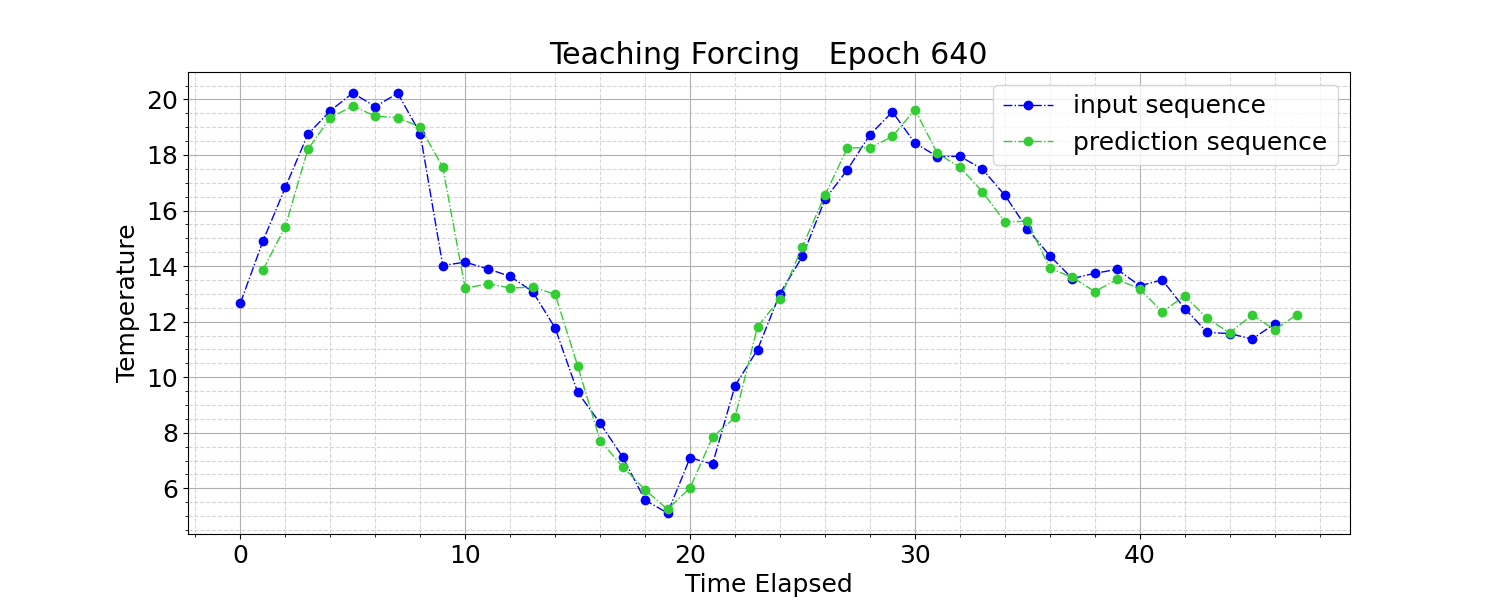 Teaching Forcing   Epoch 640
input sequence
prediction sequence
Temperature
20
18
16
14
12
10
8
6
0 10 20 30 40
Time Elapsed